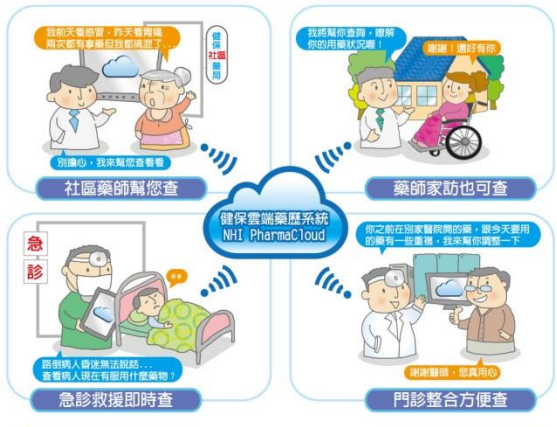 我前天看感冒，昨天看胃痛
兩次都有拿藥但我都搞混了...
健保社區藥局
別擔心，我來幫您查看看
社區藥師幫您查
我將幫你查詢，瞭解
你的用藥狀況喔！
謝謝！還好有你
藥師家訪也可查
健保雲端藥歷系統
NHI PharmaCloud
急診
路倒病人昏迷無法說話...
查看病人現在有服用什麼藥物？
急診救援即時查
你之前在別家醫院開的藥，跟今天要用
的藥有一些重複，我來幫你調整一下
謝謝醫師，您真用心
門診整合方便查